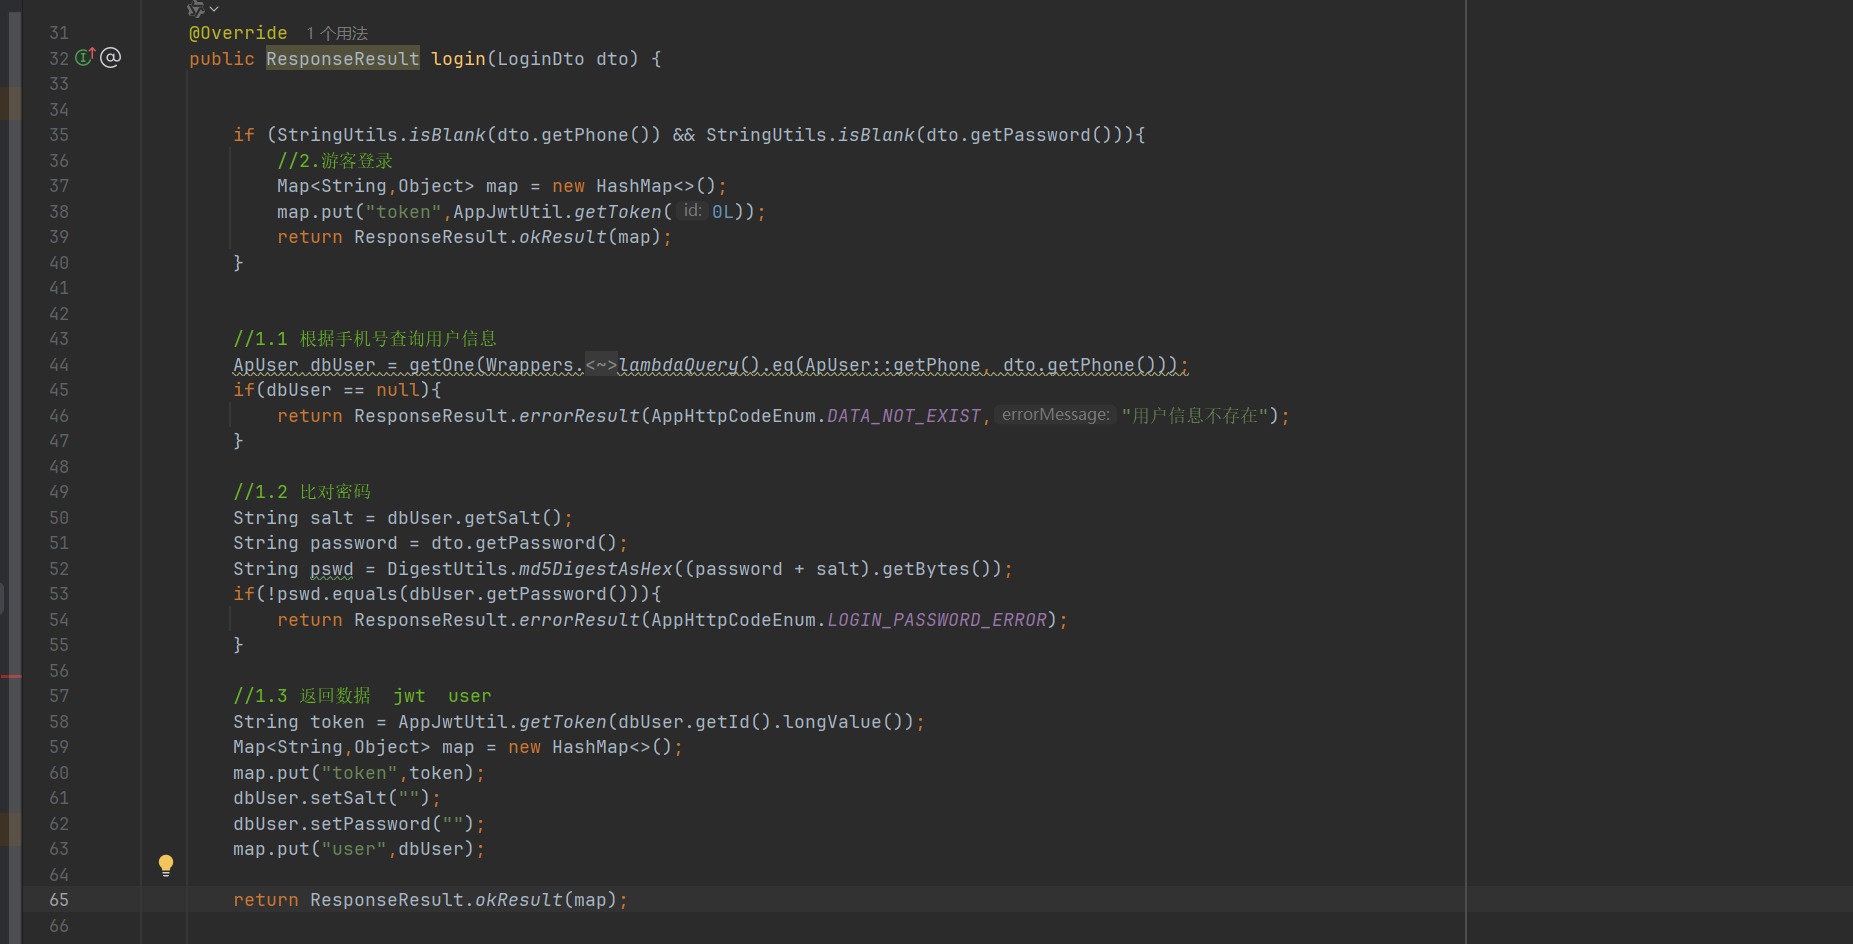 31 @Override 1 个用法
32 public ResponseResult login(LoginDto dto) {
33
34
35 if (StringUtils.isBlank(dto.getPhone()) && StringUtils.isBlank(dto.getPassword())){
36 //2.游客登录
37 Map<String,Object> map = new HashMap<>();
38 map.put("token",AppJwtUtil.getToken( id: 0L));
39 return ResponseResult.okResult(map);
40 }
41
42
43 //1.1 根据手机号查询用户信息
44 ApUser dbUser = getOne(Wrappers.<~>lambdaQuery().eq(ApUser::getPhone, dto.getPhone()));
45 if(dbUser == null){
46 return ResponseResult.errorResult(AppHttpCodeEnum.DATA_NOT_EXIST, errorMessage: "用户信息不存在");
47 }
48
49 //1.2 比对密码
50 String salt = dbUser.getSalt();
51 String password = dto.getPassword();
52 String pswd = DigestUtils.md5DigestAsHex((password + salt).getBytes());
53 if(!pswd.equals(dbUser.getPassword())){
54 return ResponseResult.errorResult(AppHttpCodeEnum.LOGIN_PASSWORD_ERROR);
55 }
56
57 //1.3 返回数据 jwt user
58 String token = AppJwtUtil.getToken(dbUser.getId().longValue());
59 Map<String,Object> map = new HashMap<>();
60 map.put("token",token);
61 dbUser.setSalt("");
62 dbUser.setPassword("");
63 map.put("user",dbUser);
64
65 return ResponseResult.okResult(map);
66